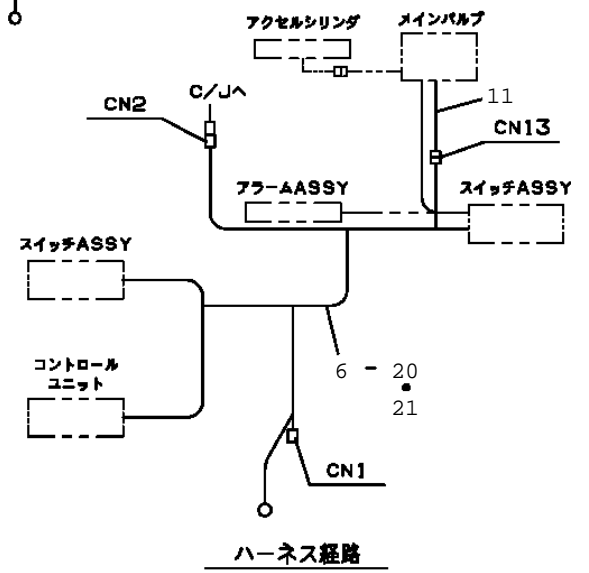 アクセルシリンダ
メインバルブ
C/Jへ
CN2
11
CN13
アラームASSY
スイッチASSY
スイッチASSY
コントロール
ユニット
6 - 20
•
21
CN1
ハーネス経路